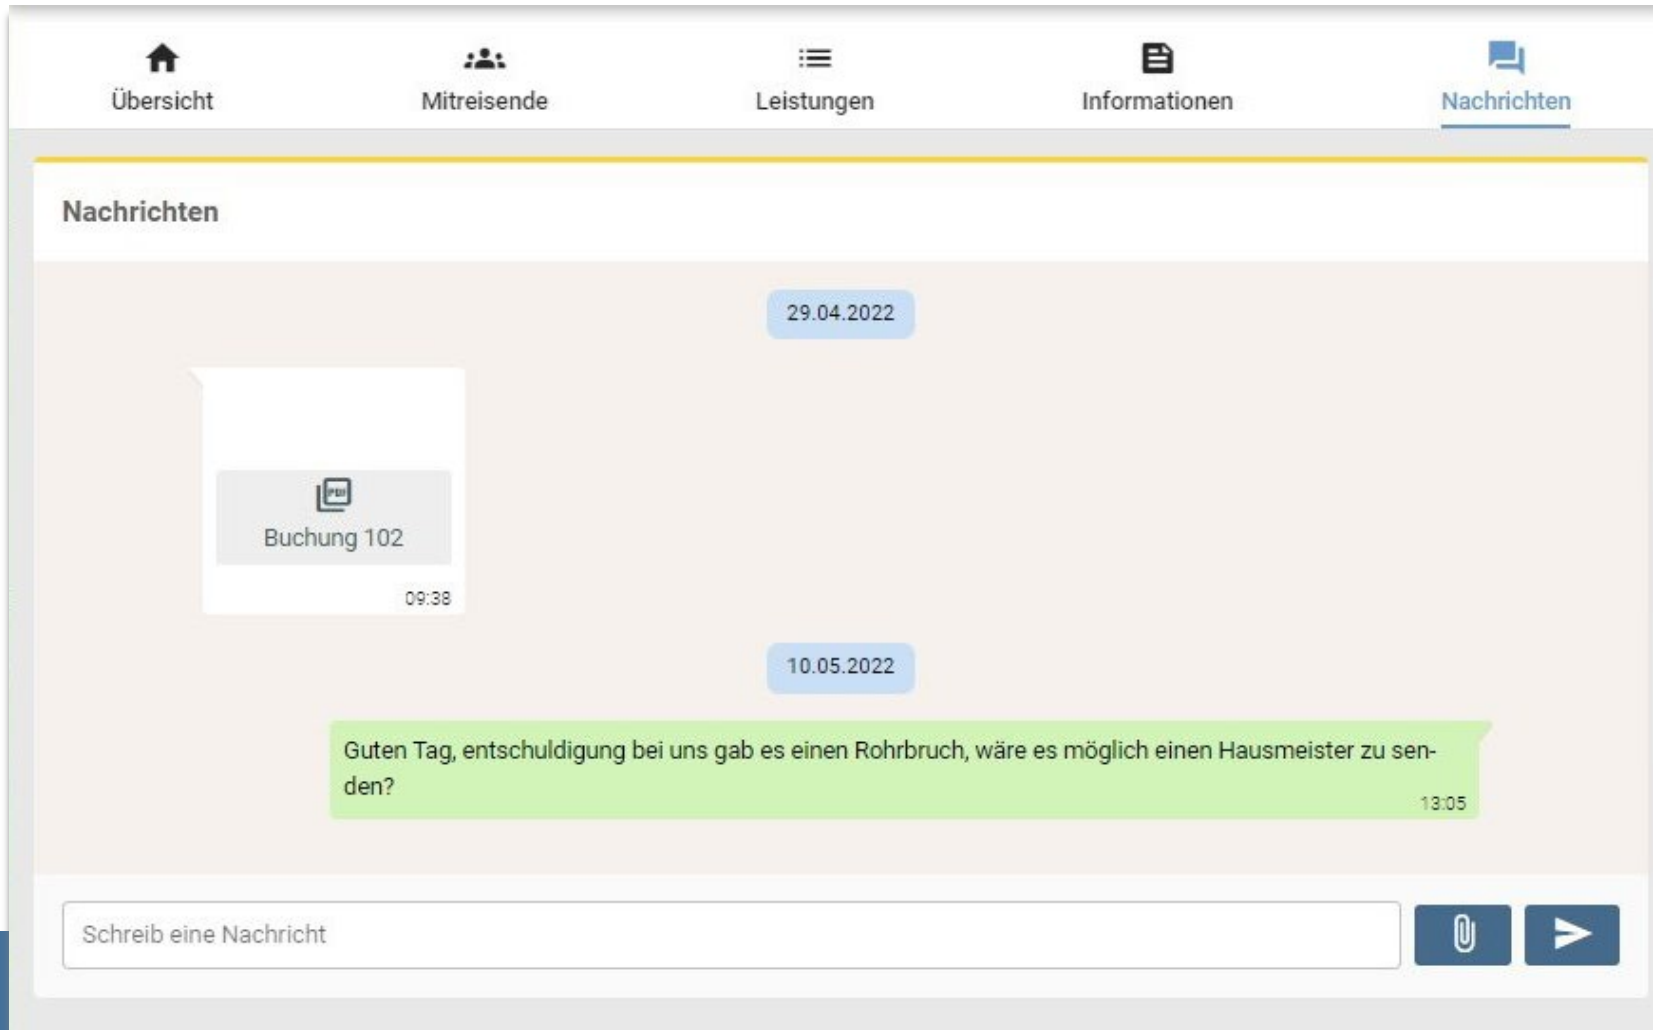 Übersicht
Mitreisende
Leistungen
Informationen
Nachrichten
Nachrichten
29.04.2022
PDF
Buchung 102
09:38
10.05.2022
Guten Tag, entschuldigung bei uns gab es einen Rohrbruch, wäre es möglich einen Hausmeister zu sen-
den?
13:05
Schreib eine Nachricht